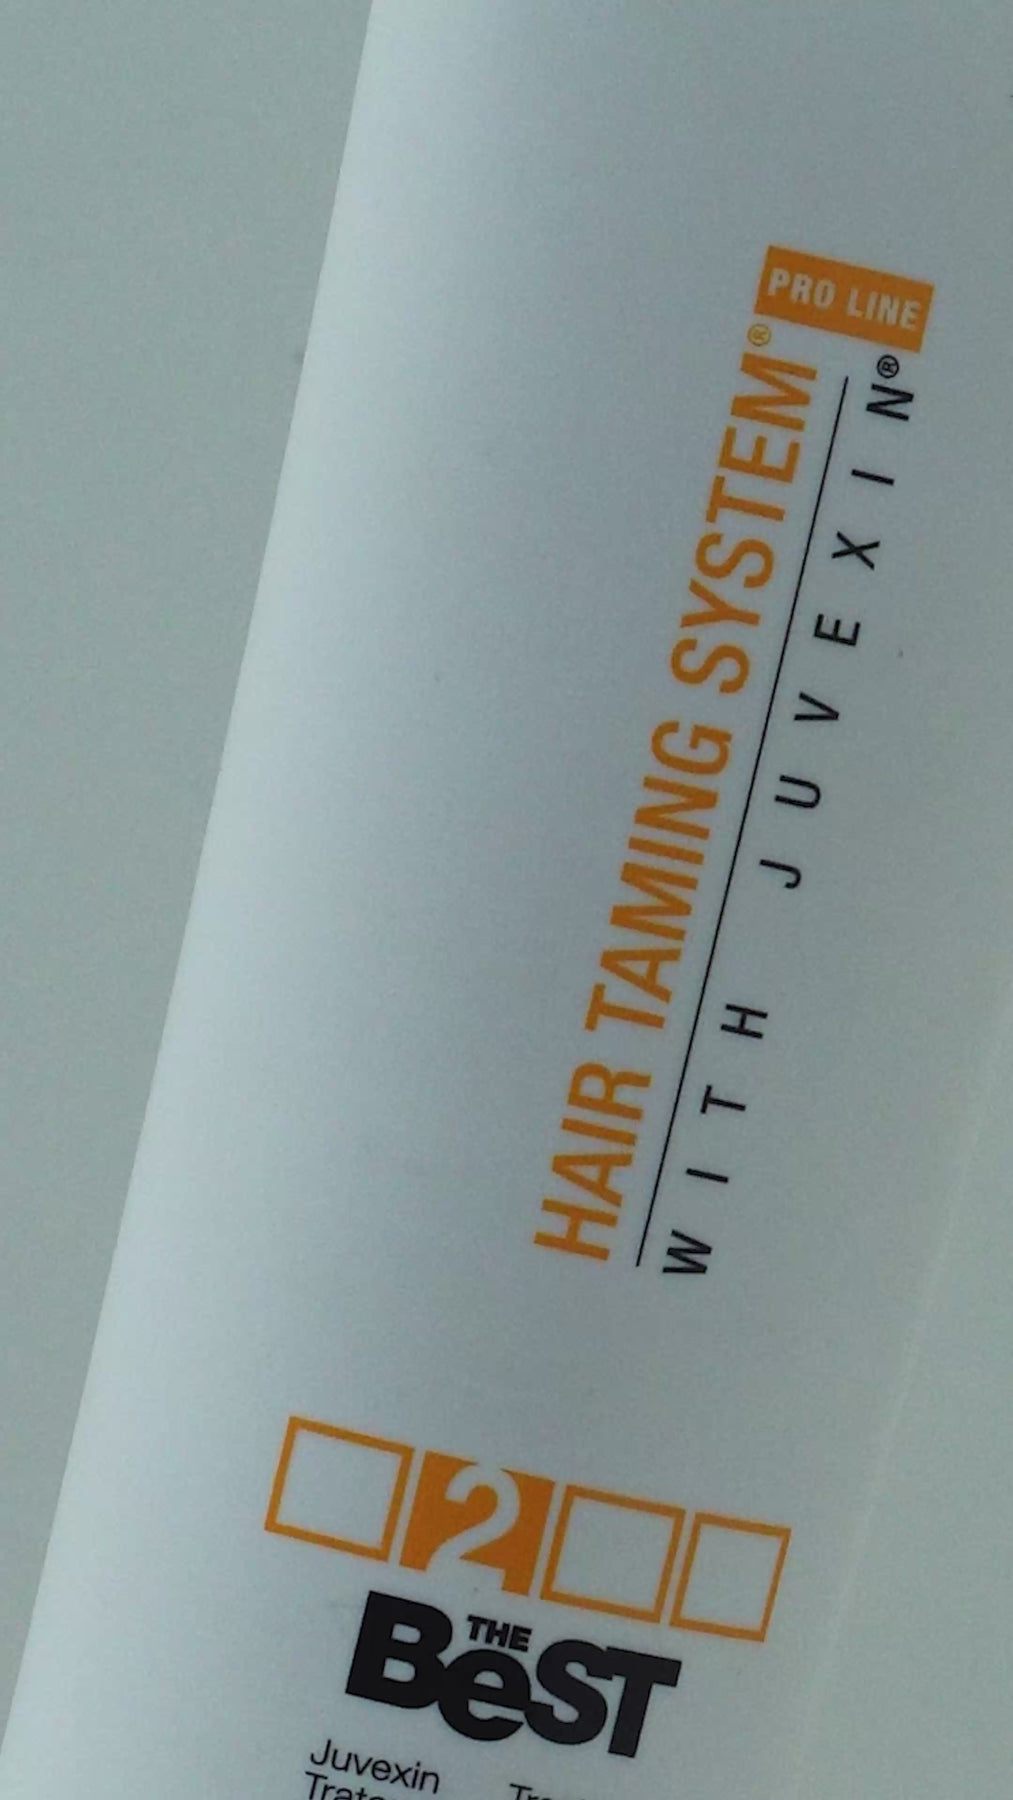 PRO LINE
HAIR TAMING SYSTEM®
WITH JUVEXIN®
2
THE
BeST
Juvexin